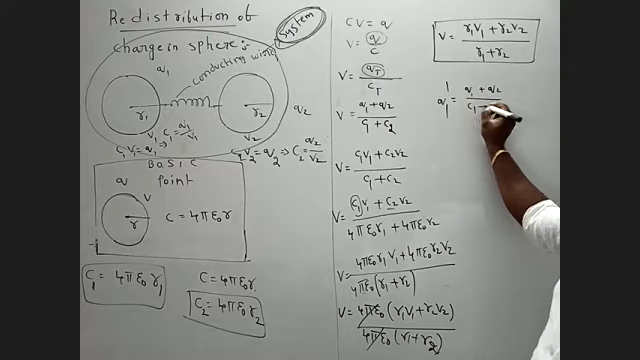 Redistribution of
charge in sphere:-
system
conducting wire
q₁
r₁
r₂
q₂
V₁
V₂
C₁V₁ = q₁ ⇒ C₁ = q₁/V₁
C₂V₂ = q₂ ⇒ C₂ = q₂/V₂
BASIC
Point
q
V
r
C = 4πε₀r
C₁ = 4πε₀r₁
C = 4πε₀r
C₂ = 4πε₀r₂
CV = q
V = q/C
V = q_T/C_T
V = (q₁ + q₂)/(C₁ + C₂)
V = (C₁V₁ + C₂V₂)/(C₁ + C₂)
V = (C₁V₁ + C₂V₂)/(4πε₀r₁ + 4πε₀r₂)
V = (4πε₀r₁V₁ + 4πε₀r₂V₂)/(4πε₀(r₁ + r₂))
V = 4πε₀(r₁V₁ + r₂V₂)/(4πε₀(r₁ + r₂))
V = (r₁V₁ + r₂V₂)/(r₁ + r₂)
q₁' = (q₁ + q₂)/(C₁ +